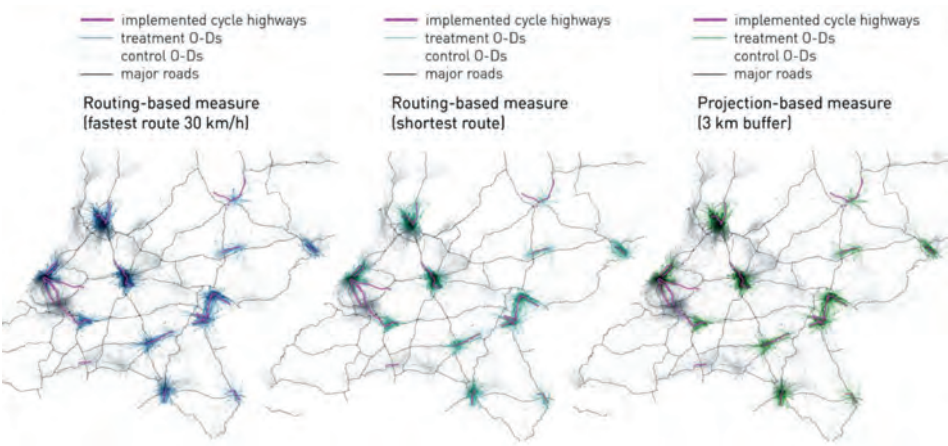 implemented cycle highways
treatment O-Ds
control O-Ds
major roads
Routing-based measure
(fastest route 30 km/h)
implemented cycle highways
treatment O-Ds
control O-Ds
major roads
Routing-based measure
(shortest route)
implemented cycle highways
treatment O-Ds
control O-Ds
major roads
Projection-based measure
(3 km buffer)